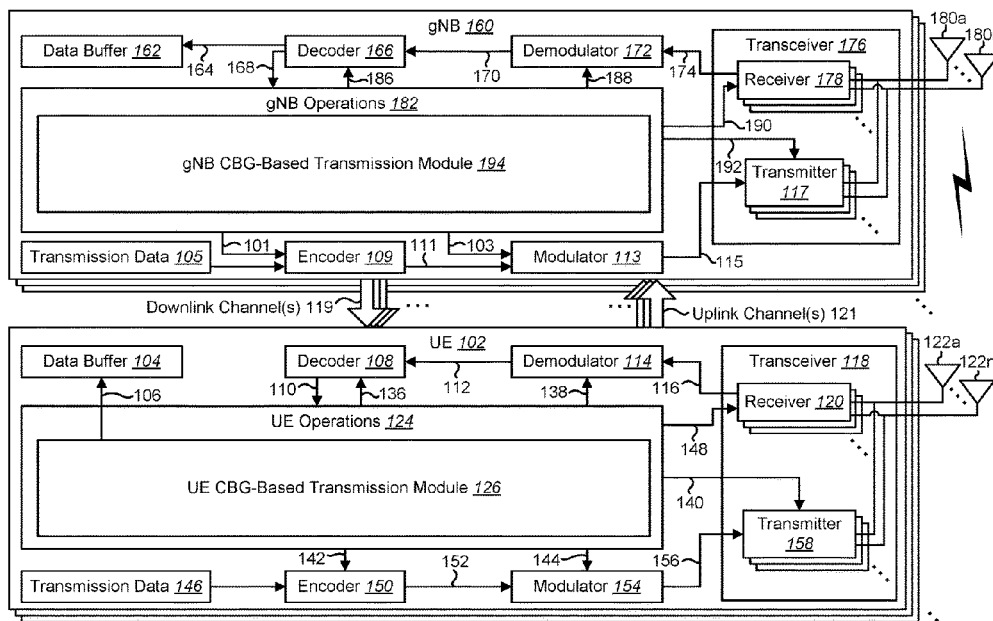 gNB 160
180a
180
Data Buffer 162
164
168
Decoder 166
186
170
Demodulator 172
188
174
Transceiver 176
Receiver 178
gNB Operations 182
gNB CBG-Based Transmission Module 194
190
192
Transmitter 117
Transmission Data 105
101
Encoder 109
111
103
Modulator 113
115
Downlink Channel(s) 119
Uplink Channel(s) 121
UE 102
122a
122n
Data Buffer 104
106
Decoder 108
110
136
112
Demodulator 114
138
116
Transceiver 118
Receiver 120
UE Operations 124
148
UE CBG-Based Transmission Module 126
140
Transmitter 158
142
144
156
Transmission Data 146
Encoder 150
152
Modulator 154